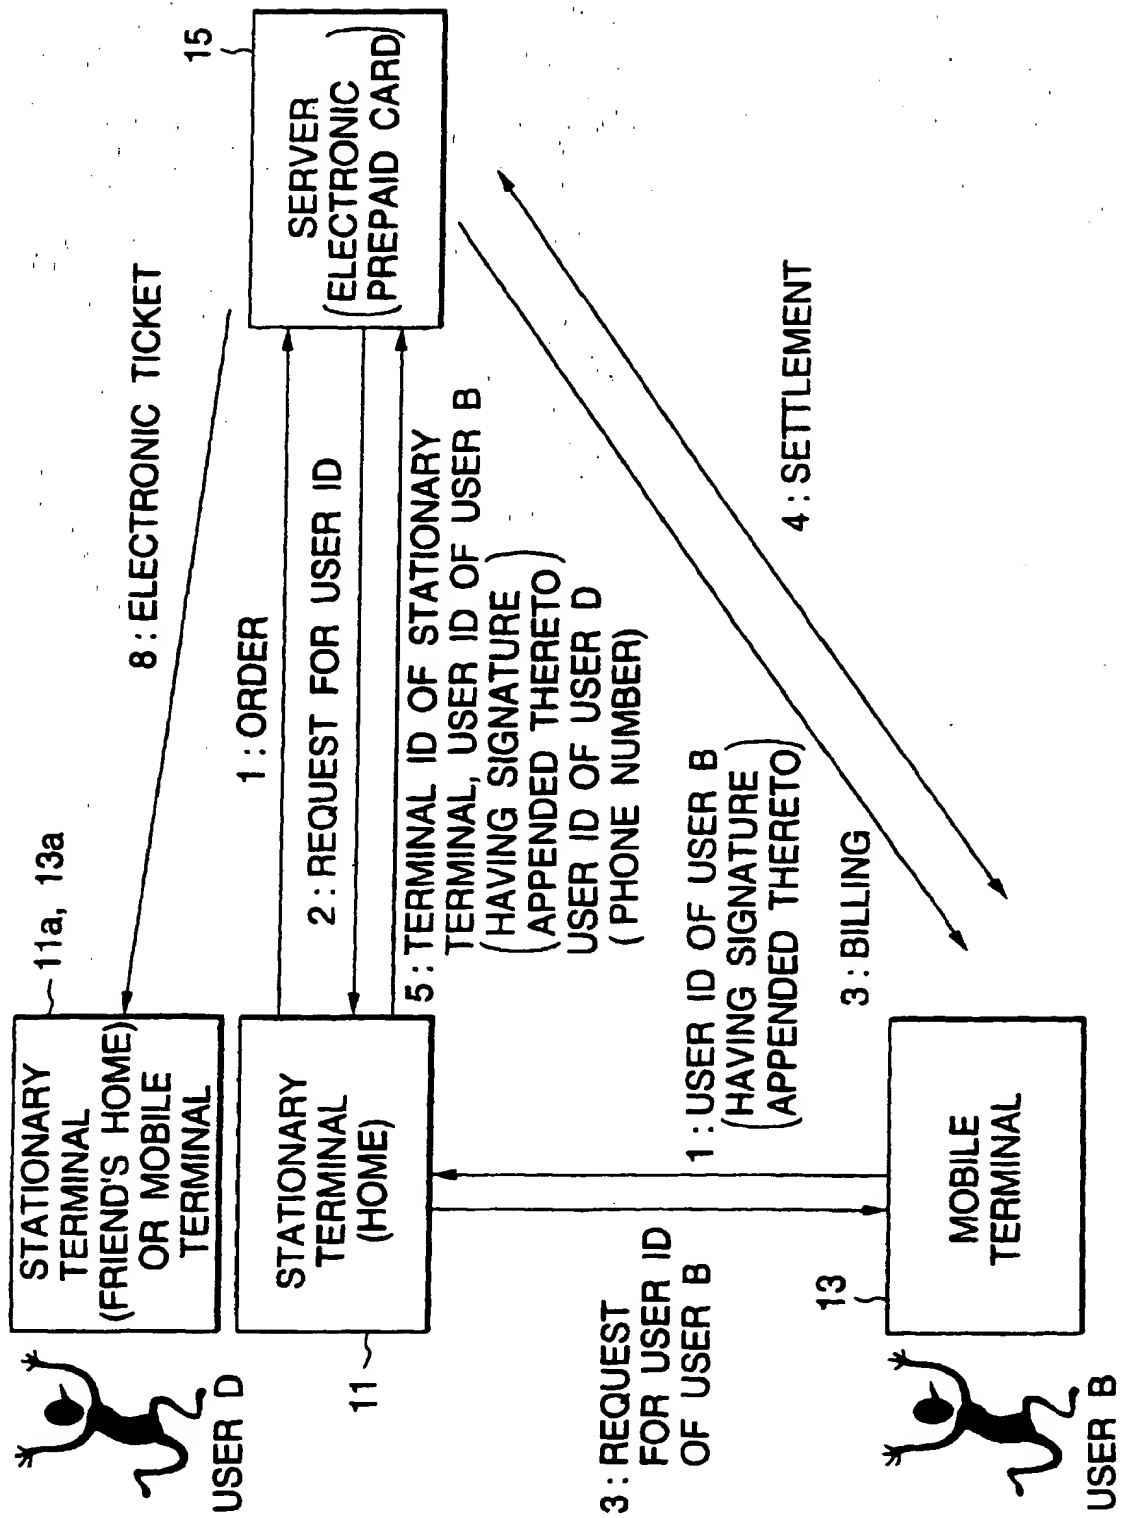 STATIONARY
TERMINAL
(FRIEND'S HOME)
OR MOBILE
TERMINAL
11a, 13a
USER D
8 : ELECTRONIC TICKET
15
SERVER
(ELECTRONIC
PREPAID CARD)
STATIONARY
TERMINAL
(HOME)
11
1 : ORDER
2 : REQUEST FOR USER ID
5 : TERMINAL ID OF STATIONARY
TERMINAL, USER ID OF USER B
(HAVING SIGNATURE
APPENDED THERETO)
USER ID OF USER D
(PHONE NUMBER)
3 : REQUEST
FOR USER ID
OF USER B
1 : USER ID OF USER B
(HAVING SIGNATURE
APPENDED THERETO)
3 : BILLING
4 : SETTLEMENT
13
MOBILE
TERMINAL
USER B